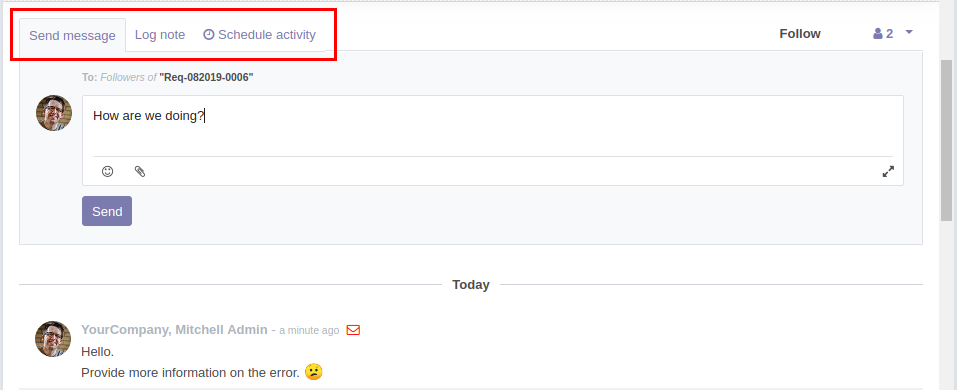 Send message Log note Schedule activity Follow 2
To: Followers of "Req-082019-0006"
How are we doing?
Send
Today
YourCompany, Mitchell Admin - a minute ago
Hello.
Provide more information on the error. 😕